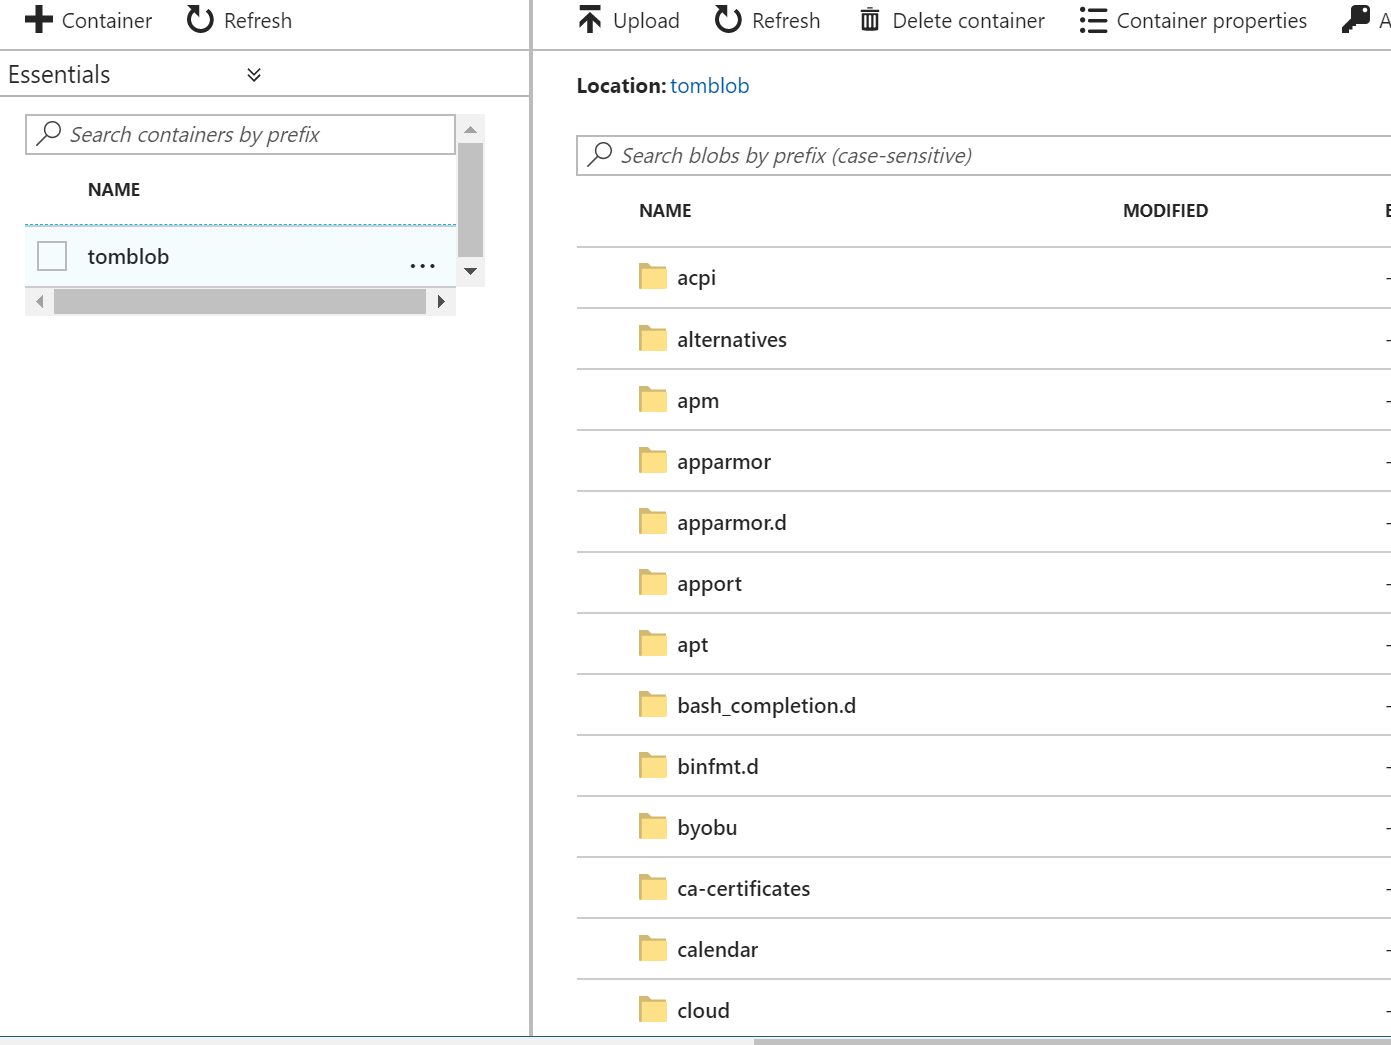 Container Refresh
Essentials
Search containers by prefix
NAME
tomblob ...
Upload Refresh Delete container Container properties A
Location: tomblob
Search blobs by prefix (case-sensitive)
NAME MODIFIED
acpi -
alternatives -
apm -
apparmor -
apparmor.d -
apport -
apt -
bash_completion.d -
binfmt.d -
byobu -
ca-certificates -
calendar -
cloud -